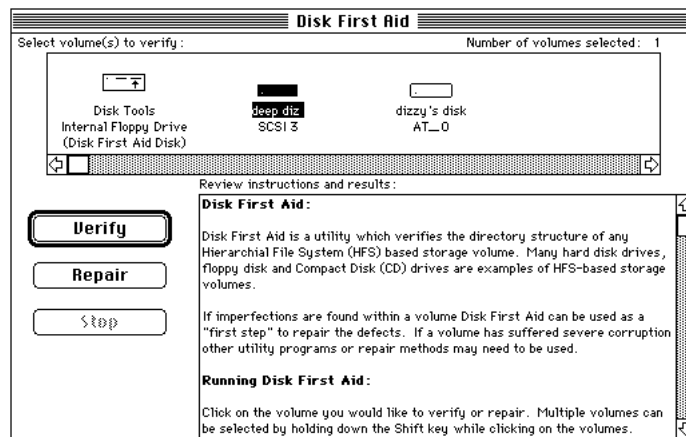 Disk First Aid
Select volume(s) to verify:
Number of volumes selected: 1
Disk Tools
Internal Floppy Drive
(Disk First Aid Disk)
deep diz
SCSI 3
dizzy's disk
AT_0
Review instructions and results:
Verify
Repair
Stop
Disk First Aid:
Disk First Aid is a utility which verifies the directory structure of any
Hierarchial File System (HFS) based storage volume. Many hard disk drives,
floppy disk and Compact Disk (CD) drives are examples of HFS-based storage
volumes.
If imperfections are found within a volume Disk First Aid can be used as a
"first step" to repair the defects. If a volume has suffered severe corruption
other utility programs or repair methods may need to be used.
Running Disk First Aid:
Click on the volume you would like to verify or repair. Multiple volumes can
be selected by holding down the Shift key while clicking on the volumes.